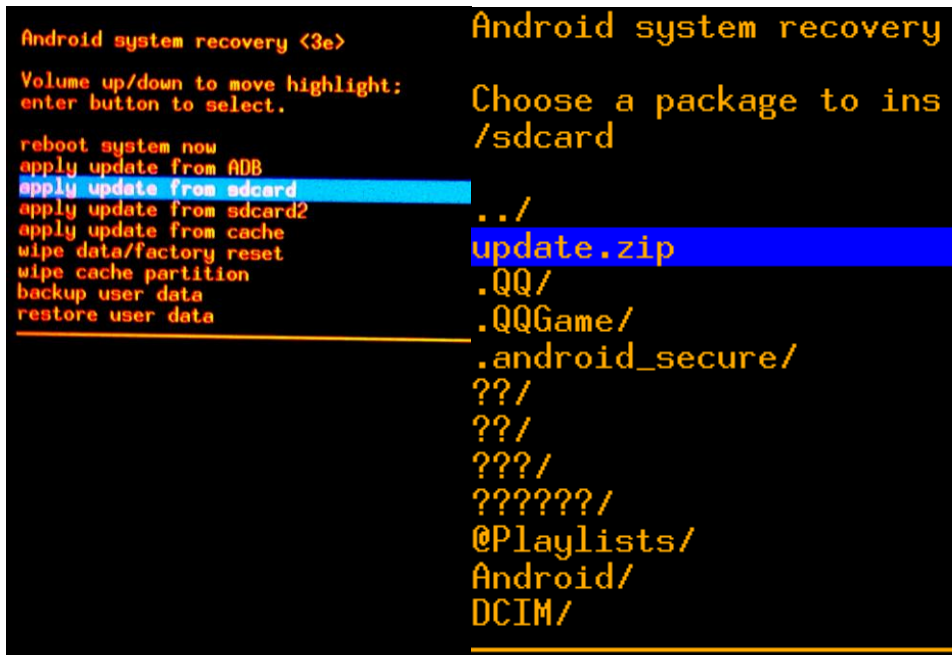 Android system recovery <3e>
Volume up/down to move highlight;
enter button to select.
reboot system now
apply update from ADB
apply update from sdcard
apply update from sdcard2
apply update from cache
wipe data/factory reset
wipe cache partition
backup user data
restore user data
Android system recovery
Choose a package to ins
/sdcard
../
update.zip
.QQ/
.QQGame/
.android_secure/
??/
??/
???/
??????/
@Playlists/
Android/
DCIM/